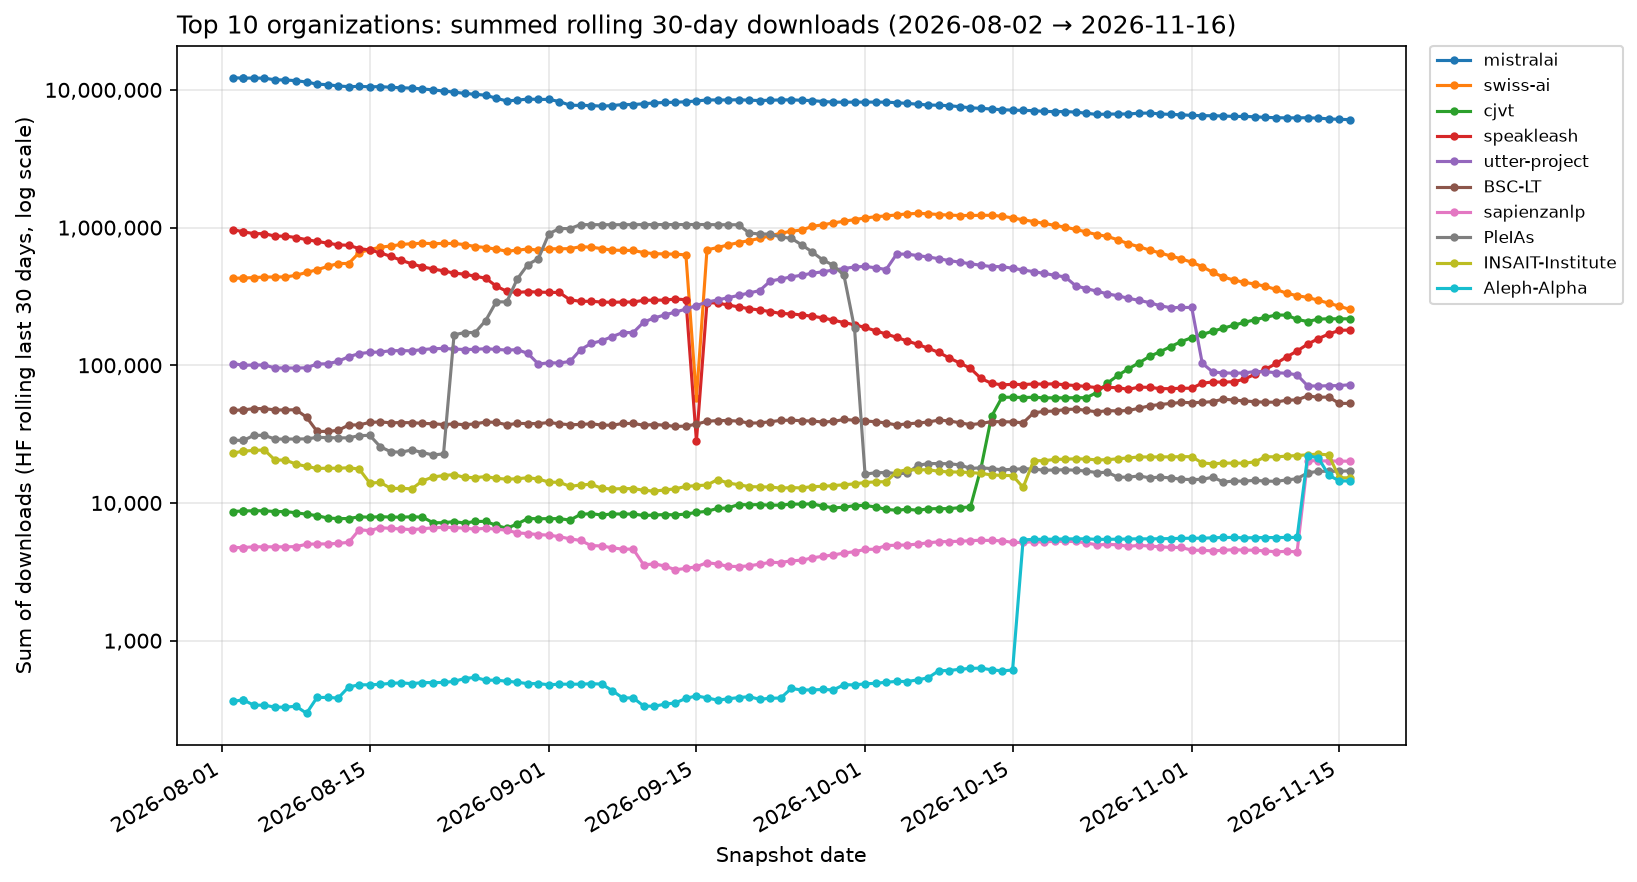 Top 10 organizations: summed rolling 30-day downloads (2026-08-02 → 2026-11-16)
Sum of downloads (HF rolling last 30 days, log scale)
10,000,000
1,000,000
100,000
10,000
1,000
2026-08-01
2026-08-15
2026-09-01
2026-09-15
2026-10-01
2026-10-15
2026-11-01
2026-11-15
Snapshot date
mistralai
swiss-ai
cjvt
speakleash
utter-project
BSC-LT
sapienzanlp
PleIAs
INSAIT-Institute
Aleph-Alpha